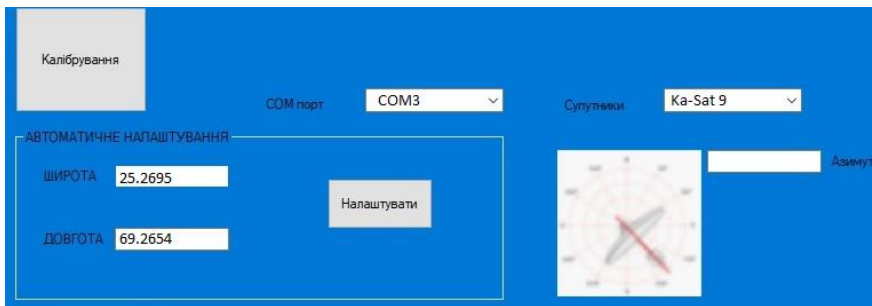 Калібрування
COM порт
COM3
Супутники
Ka-Sat 9
АВТОМАТИЧНЕ НАЛАШТУВАННЯ
ШИРОТА
25.2695
Налаштувати
ДОВГОТА
69.2654
Азимут